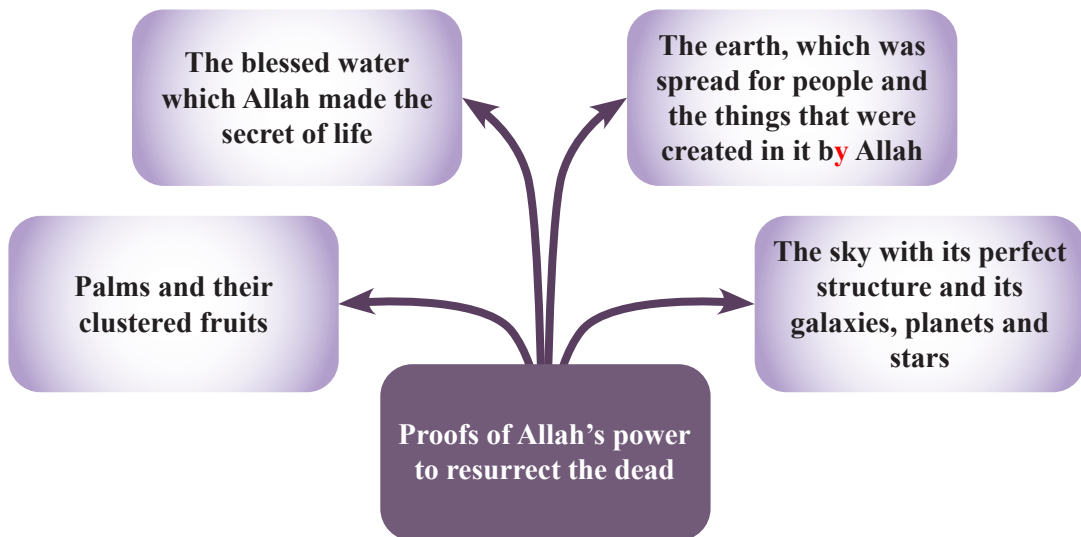 The blessed water
which Allah made the
secret of life
The earth, which was
spread for people and
the things that were
created in it by Allah
Palms and their
clustered fruits
The sky with its perfect
structure and its
galaxies, planets and
stars
Proofs of Allah’s power
to resurrect the dead